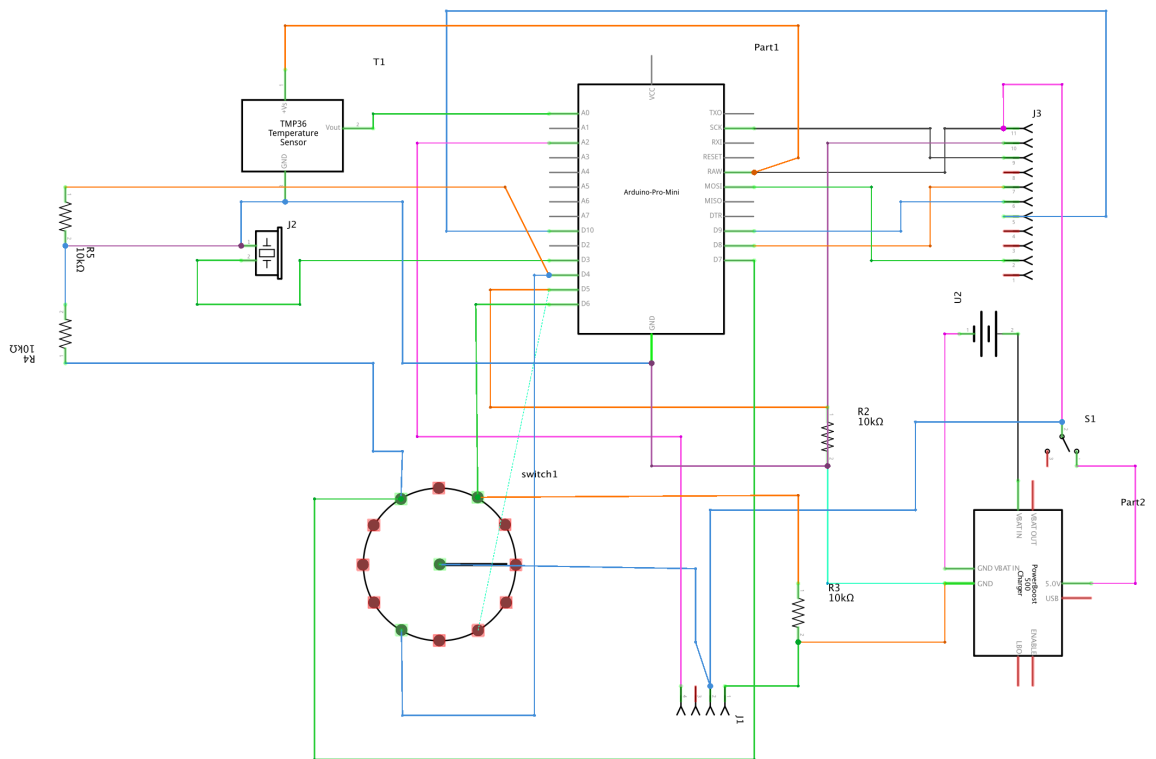 T1
Part1
+Vs
TMP36
Temperature
Sensor
Vout
GND
VCC
A0
A1
A2
A3
A4
A5
A6
A7
D10
D2
D3
D4
D5
D6
Arduino-Pro-Mini
TXO
SCK
RXI
RESET
RAW
MOSI
MISO
DTR
D9
D8
D7
GND
J3
J2
R5
10kΩ
R4
10kΩ
U2
R2
10kΩ
S1
switch1
Part2
VBAT IN
VBAT OUT
GND VBAT IN
GND
PowerBoost
500
Charger
5.0V
USB
LBO
ENABLE
R3
10kΩ
J1